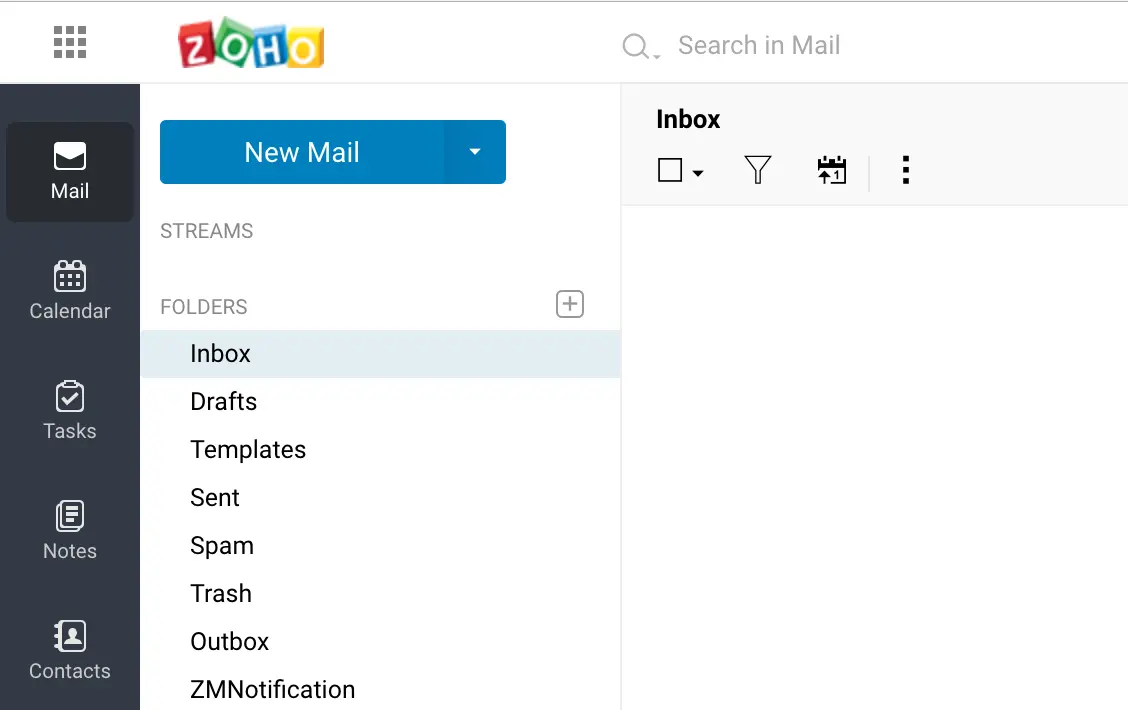 ZOHO
Search in Mail
Mail
Calendar
Tasks
Notes
Contacts
New Mail
STREAMS
FOLDERS
Inbox
Drafts
Templates
Sent
Spam
Trash
Outbox
ZMNotification
Inbox
1